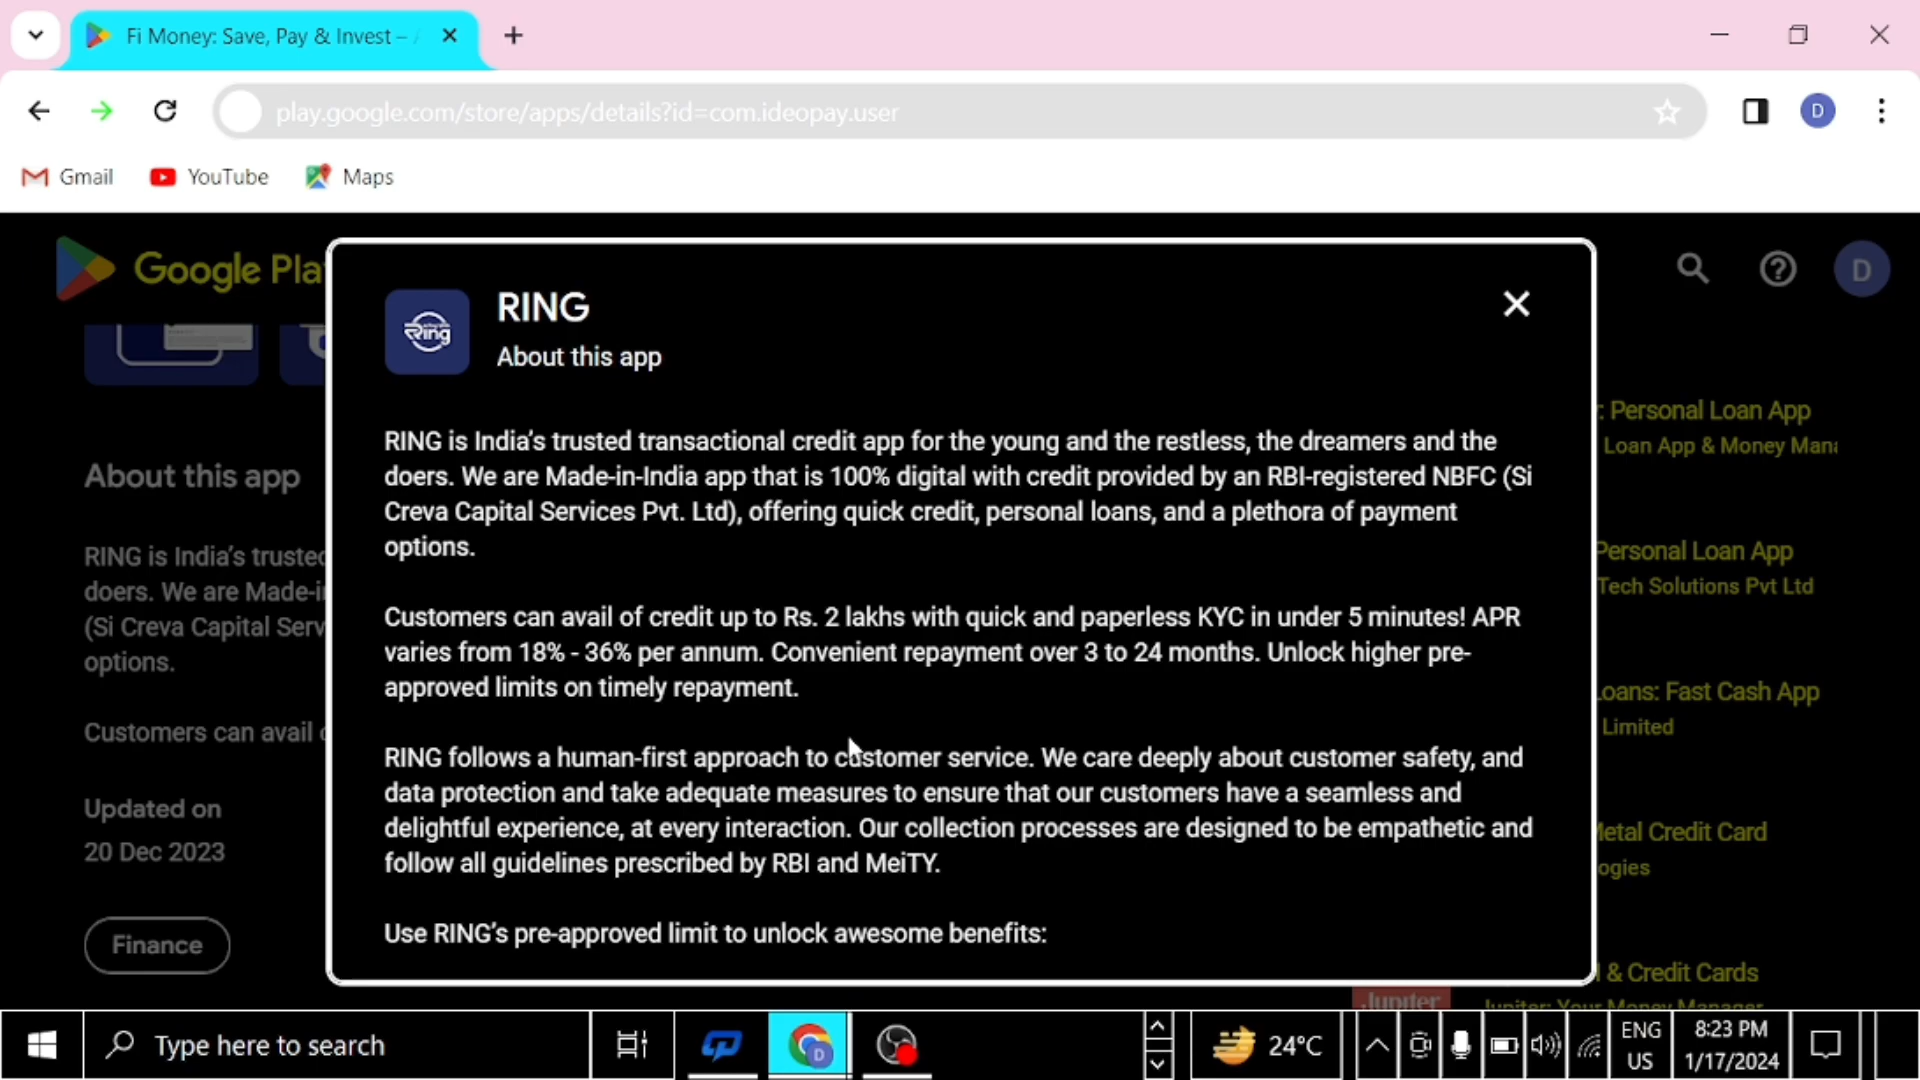 Fi Money: Save, Pay & Invest –
play.google.com/store/apps/details?id=com.ideopay.user
D
Gmail
YouTube
Maps
Google Pla
D
RING
About this app
Ring
RING is India's trusted transactional credit app for the young and the restless, the dreamers and the
doers. We are Made-in-India app that is 100% digital with credit provided by an RBI-registered NBFC (Si
Creva Capital Services Pvt. Ltd), offering quick credit, personal loans, and a plethora of payment
options.
Customers can avail of credit up to Rs. 2 lakhs with quick and paperless KYC in under 5 minutes! APR
varies from 18% - 36% per annum. Convenient repayment over 3 to 24 months. Unlock higher pre-
approved limits on timely repayment.
RING follows a human-first approach to customer service. We care deeply about customer safety, and
data protection and take adequate measures to ensure that our customers have a seamless and
delightful experience, at every interaction. Our collection processes are designed to be empathetic and
follow all guidelines prescribed by RBI and MeiTY.
Use RING's pre-approved limit to unlock awesome benefits:
About this app
RING is India's trusted
doers. We are Made-i
(Si Creva Capital Serv
options.
Customers can avail
Updated on
20 Dec 2023
Finance
: Personal Loan App
Loan App & Money Mana
Personal Loan App
Tech Solutions Pvt Ltd
Loans: Fast Cash App
Limited
Metal Credit Card
ogies
& Credit Cards
Jupiter
Jupiter: Your Money Manager
Type here to search
D
24°C
ENG
US
8:23 PM
1/17/2024